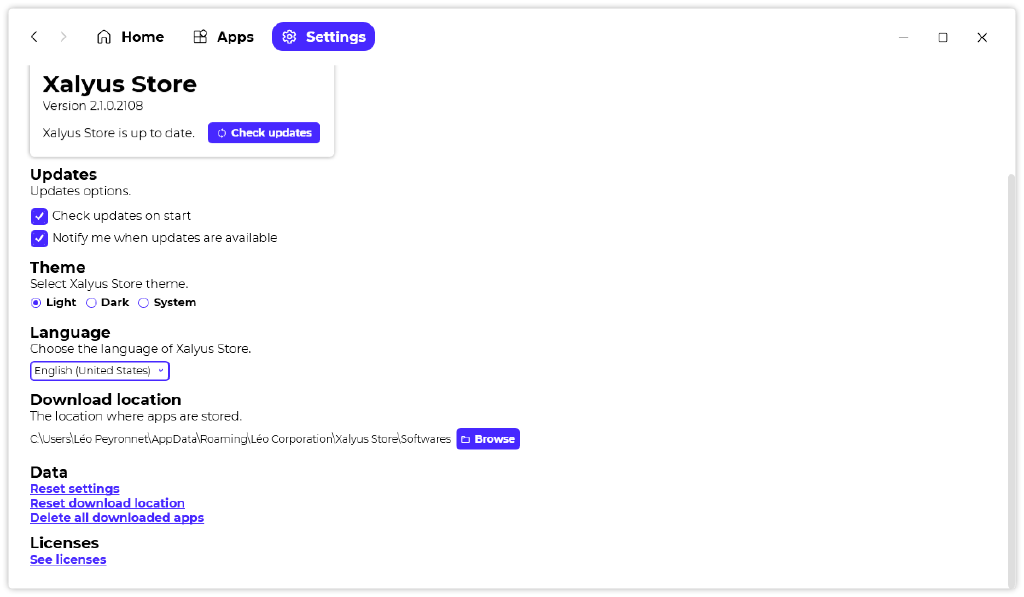 Home Apps Settings
Xalyus Store
Version 2.1.0.2108
Xalyus Store is up to date. Check updates
Updates
Updates options.
Check updates on start
Notify me when updates are available
Theme
Select Xalyus Store theme.
Light Dark System
Language
Choose the language of Xalyus Store.
English (United States)
Download location
The location where apps are stored.
C:\Users\Léo Peyronnet\AppData\Roaming\Léo Corporation\Xalyus Store\Softwares Browse
Data
Reset settings
Reset download location
Delete all downloaded apps
Licenses
See licenses